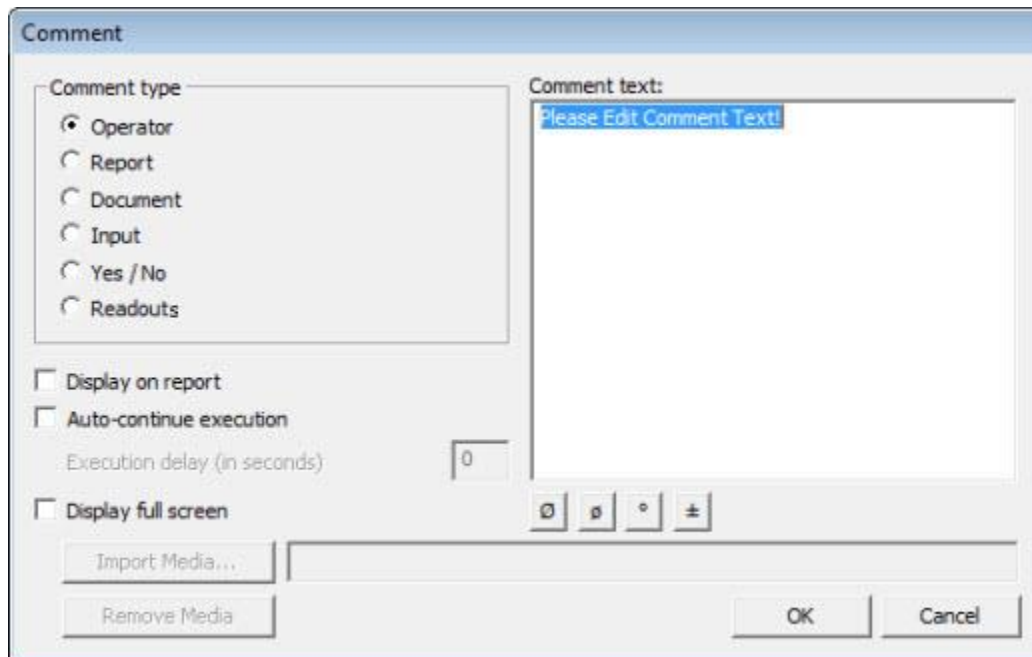 Comment
Comment type
Operator
Report
Document
Input
Yes / No
Readouts
Display on report
Auto-continue execution
Execution delay (in seconds) 0
Display full screen
Import Media...
Remove Media
Comment text:
Please Edit Comment Text!
Ø ø ° ±
OK Cancel